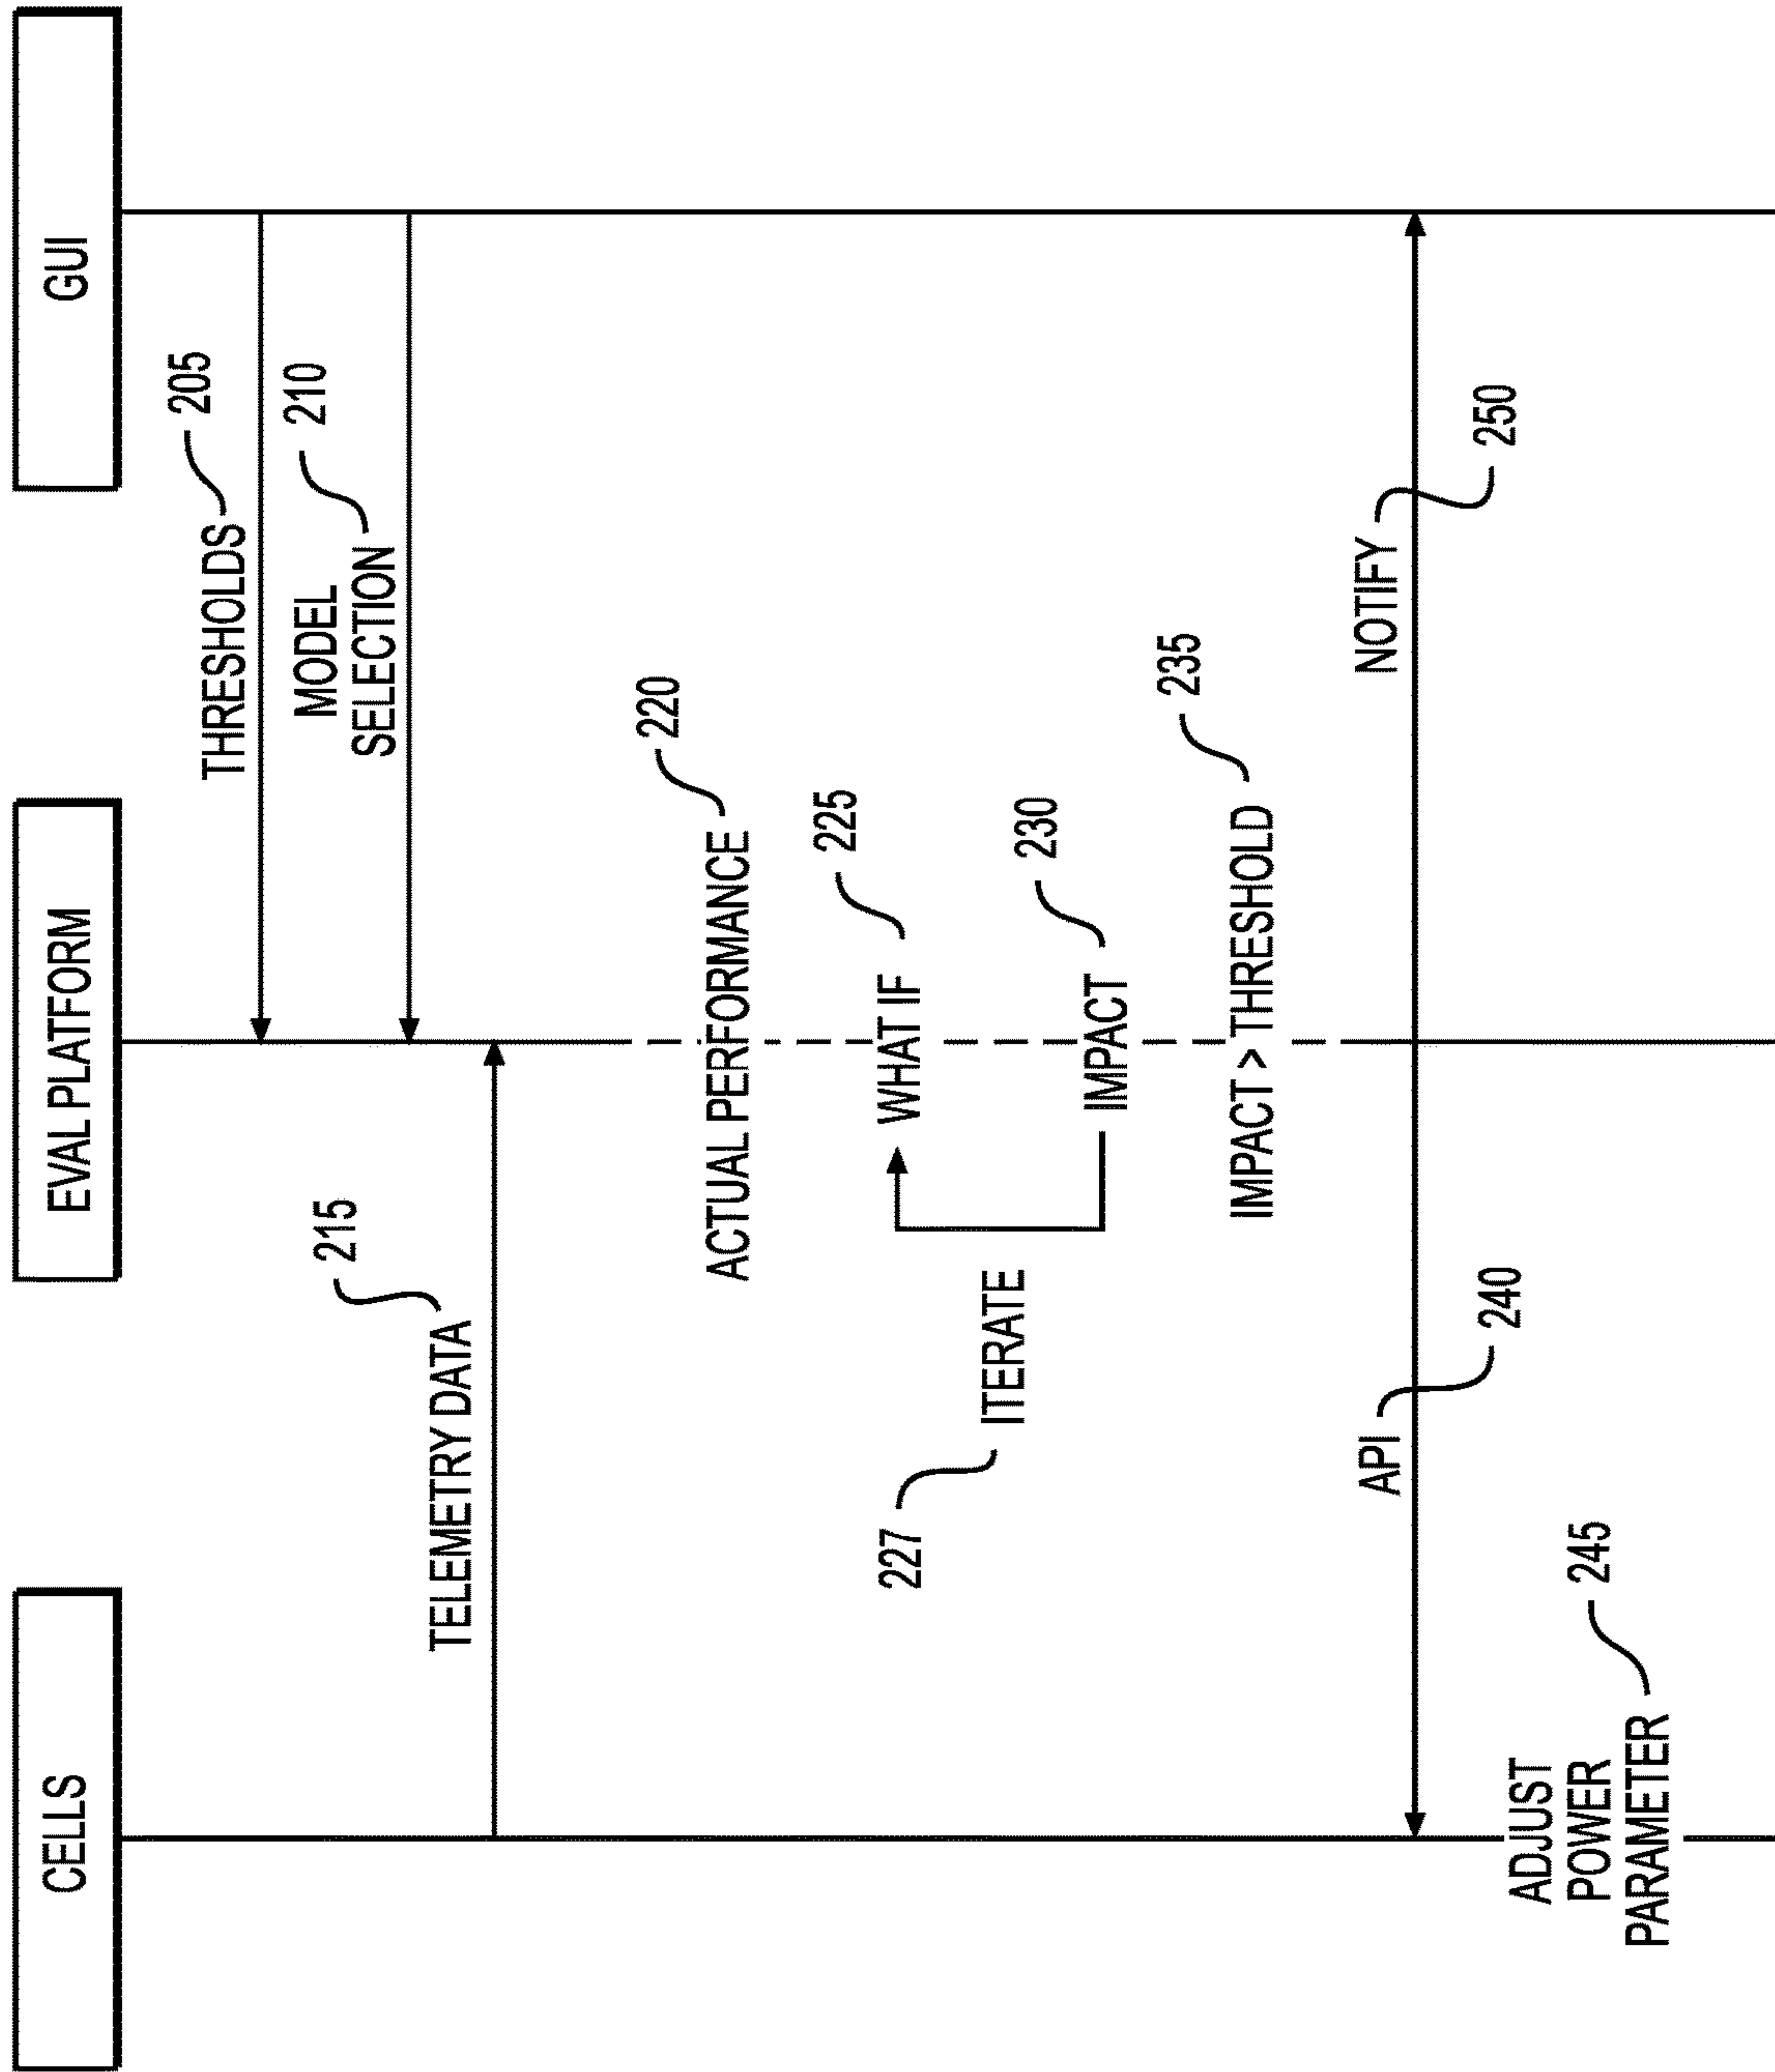 CELLS
EVAL PLATFORM
GUI
THRESHOLDS
205
MODEL
SELECTION
210
TELEMETRY DATA
215
ACTUAL PERFORMANCE
220
WHAT IF
225
227
ITERATE
IMPACT
230
IMPACT > THRESHOLD
235
API
240
NOTIFY
250
ADJUST
POWER
PARAMETER
245